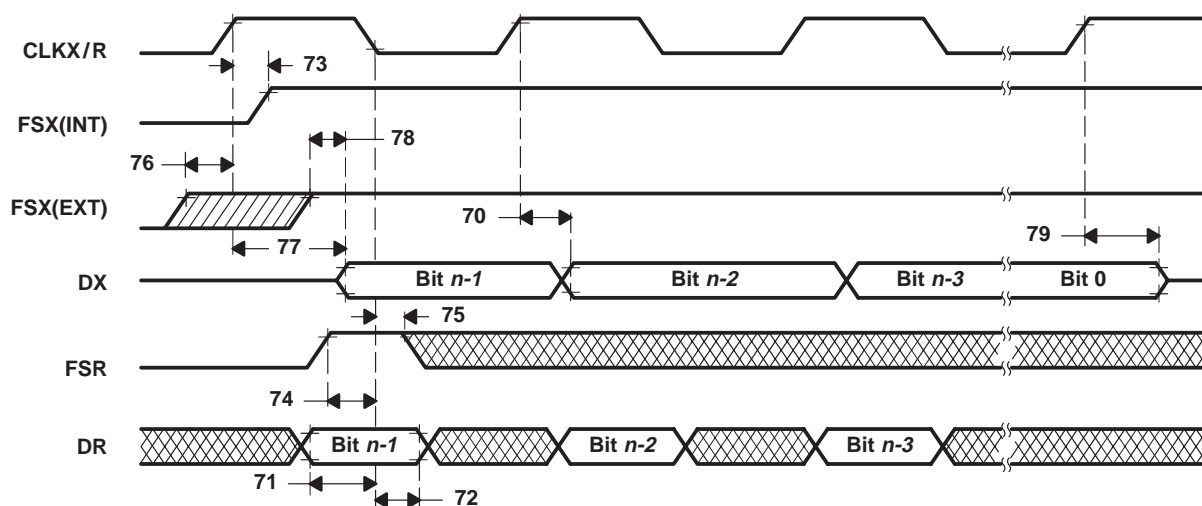 CLKX/R
73
FSX(INT)
78
76
FSX(EXT)
70
77
79
DX
Bit n-1
Bit n-2
Bit n-3
Bit 0
75
FSR
74
DR
Bit n-1
Bit n-2
Bit n-3
71
72